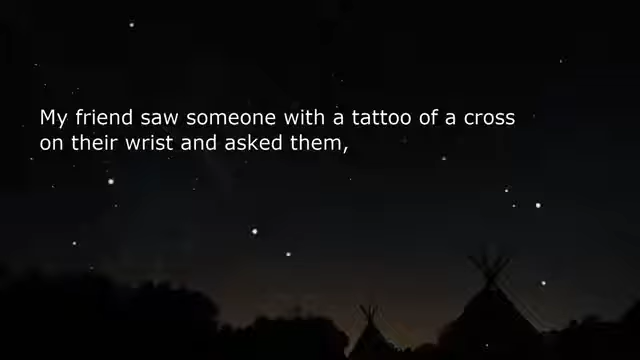 My friend saw someone with a tattoo of a cross
on their wrist and asked them,